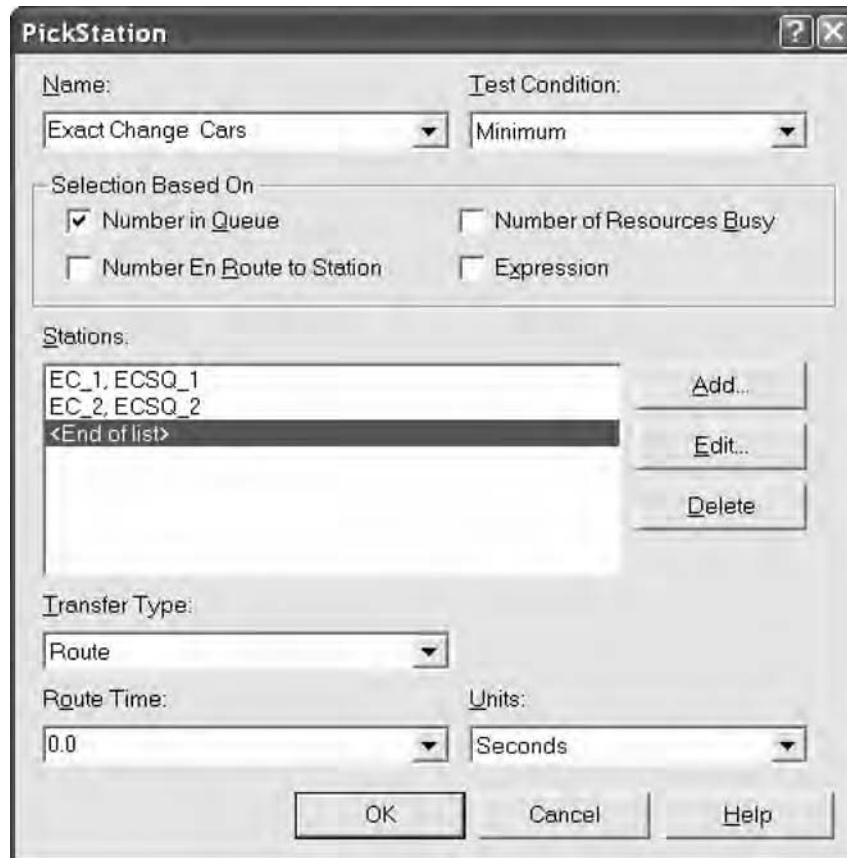 PickStation
Name: Test Condition:
Exact Change Cars Minimum
Selection Based On
Number in Queue Number of Resources Busy
Number En Route to Station Expression
Stations:
EC_1, ECSQ_1
Add...
EC_2, ECSQ_2
<End of list>
Edit...
Delete
Transfer Type:
Route
Route Time: Units:
0.0 Seconds
OK Cancel Help